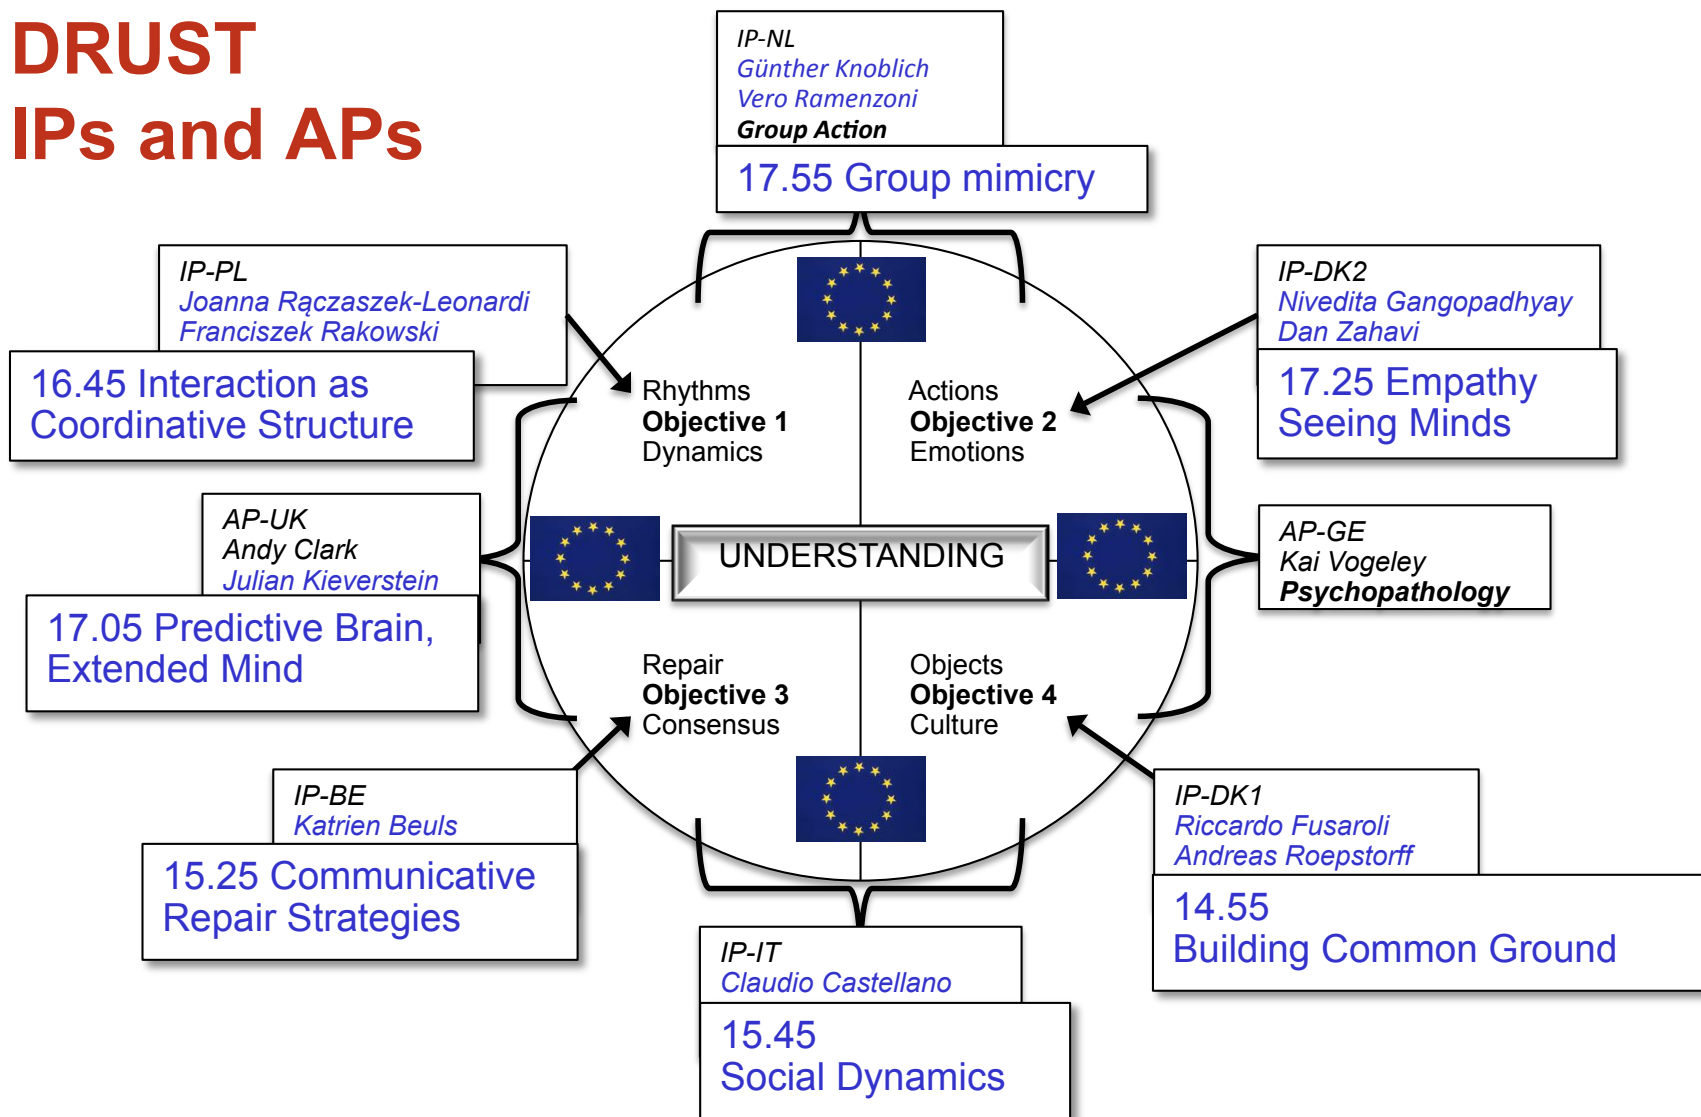 DRUST
IPs and APs
IP-NL
Günther Knoblich
Vero Ramenzoni
Group Action
17.55 Group mimicry
IP-PL
Joanna Rączaszek-Leonardi
Franciszek Rakowski
16.45 Interaction as
Coordinative Structure
IP-DK2
Nivedita Gangopadhyay
Dan Zahavi
17.25 Empathy
Seeing Minds
Rhythms
Objective 1
Dynamics
Actions
Objective 2
Emotions
AP-UK
Andy Clark
Julian Kieverstein
17.05 Predictive Brain,
Extended Mind
UNDERSTANDING
AP-GE
Kai Vogeley
Psychopathology
Repair
Objective 3
Consensus
Objects
Objective 4
Culture
IP-BE
Katrien Beuls
15.25 Communicative
Repair Strategies
IP-IT
Claudio Castellano
15.45
Social Dynamics
IP-DK1
Riccardo Fusaroli
Andreas Roepstorff
14.55
Building Common Ground